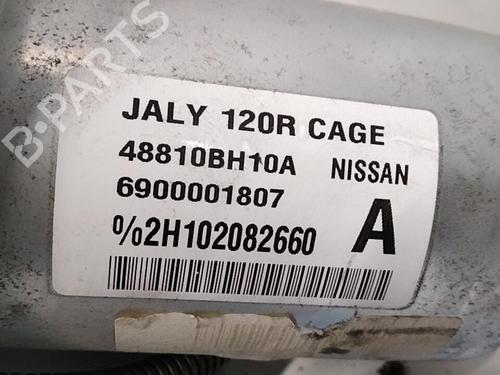 B-PARTS
JALY 120R CAGE
48810BH10A NISSAN
6900001807
%2H102082660 A